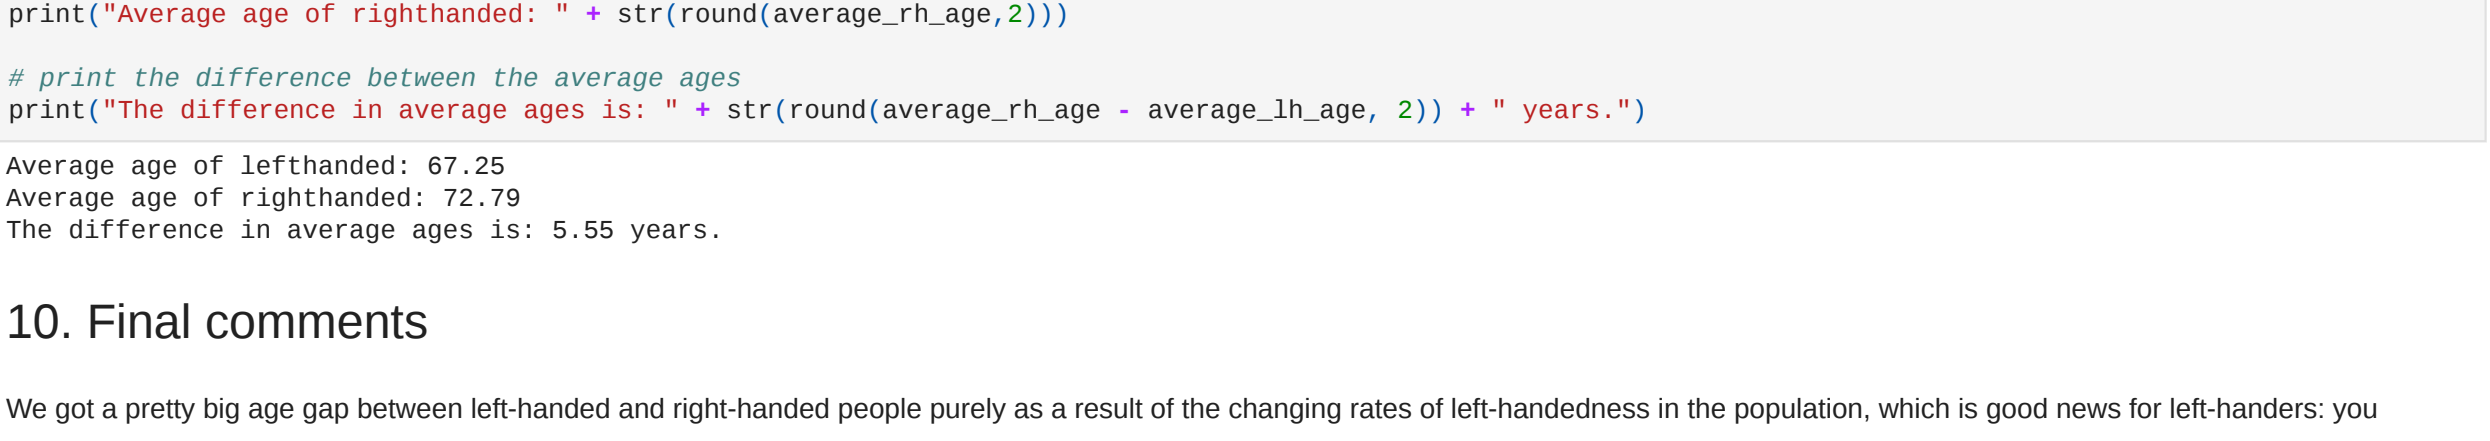 print("Average age of righthanded: " + str(round(average_rh_age,2)))
# print the difference between the average ages
print("The difference in average ages is: " + str(round(average_rh_age - average_lh_age, 2)) + " years.")
Average age of lefthanded: 67.25
Average age of righthanded: 72.79
The difference in average ages is: 5.55 years.
10. Final comments
We got a pretty big age gap between left-handed and right-handed people purely as a result of the changing rates of left-handedness in the population, which is good news for left-handers: you